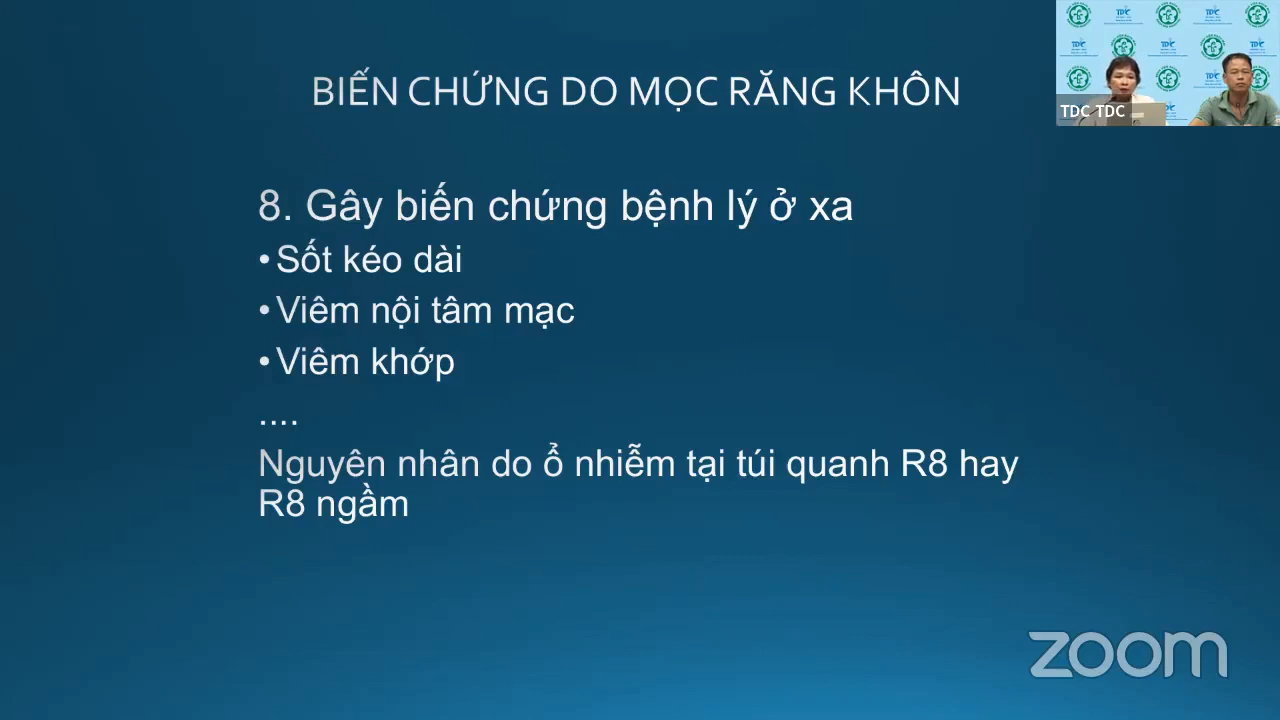 BIẾN CHỨNG DO MỌC RĂNG KHÔN
TDC TDC
8. Gây biến chứng bệnh lý ở xa
•Sốt kéo dài
•Viêm nội tâm mạc
•Viêm khớp
....
Nguyên nhân do ổ nhiễm tại túi quanh R8 hay
R8 ngầm
zoom